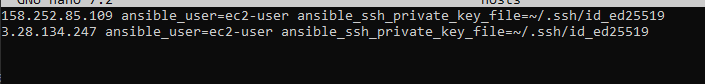 GNU nano 7.2 hosts
158.252.85.109 ansible_user=ec2-user ansible_ssh_private_key_file=~/.ssh/id_ed25519
3.28.134.247 ansible_user=ec2-user ansible_ssh_private_key_file=~/.ssh/id_ed25519